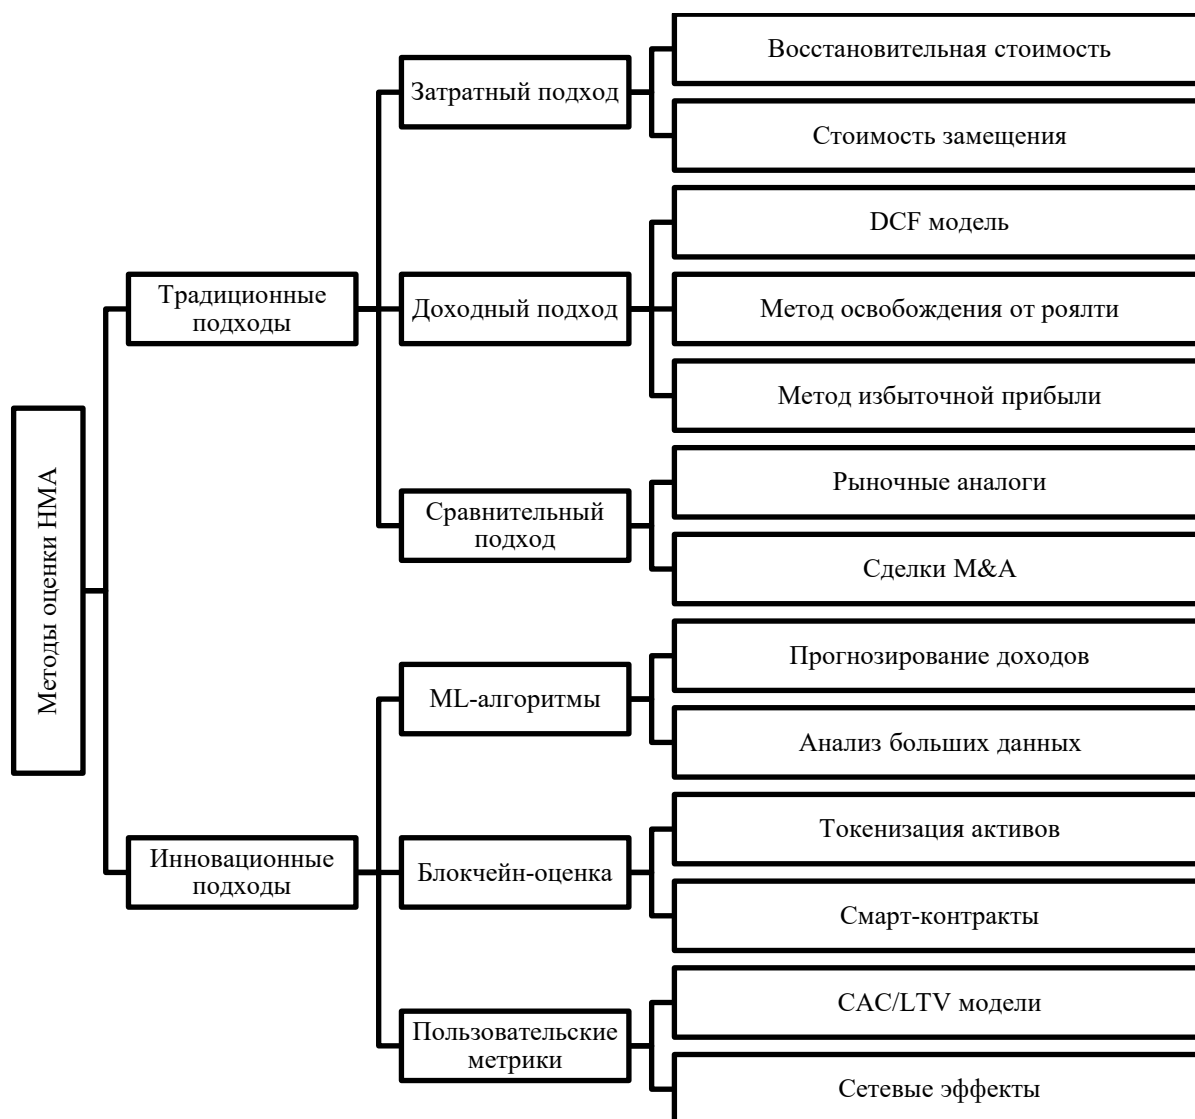 Методы оценки НМА
Традиционные
подходы
Затратный подход
Восстановительная стоимость
Стоимость замещения
Доходный подход
DCF модель
Метод освобождения от роялти
Метод избыточной прибыли
Сравнительный
подход
Рыночные аналоги
Сделки M&A
Инновационные
подходы
ML-алгоритмы
Прогнозирование доходов
Анализ больших данных
Блокчейн-оценка
Токенизация активов
Смарт-контракты
Пользовательские
метрики
CAC/LTV модели
Сетевые эффекты